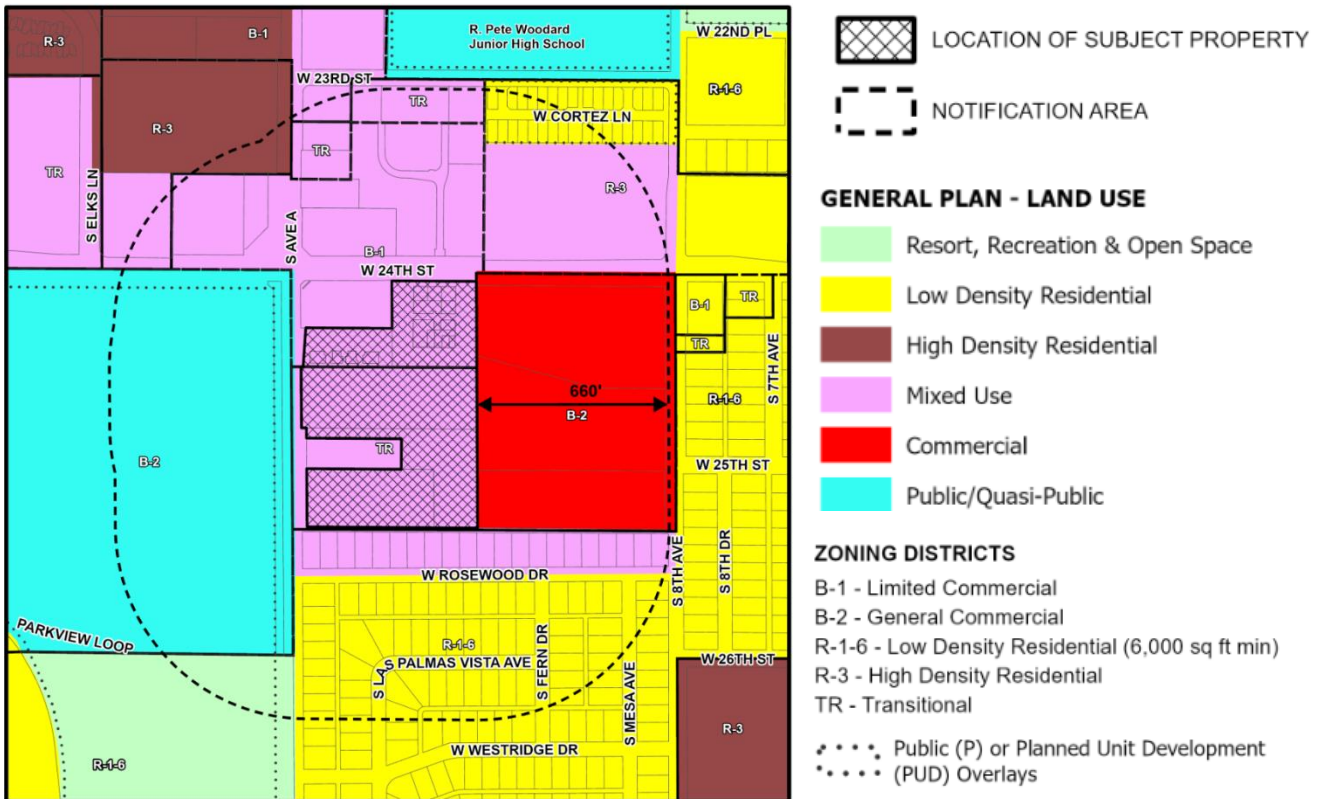 R. Pete Woodard
Junior High School
W 22ND PL
R-3
B-1
W 23RD ST
R-1-6
TR
W CORTEZ LN
R-3
TR
TR
S ELKS LN
R-3
S AVE A
B-1
W 24TH ST
B-1
TR
TR
S 7TH AVE
660'
B-2
R-1-6
TR
B-2
W 25TH ST
W ROSEWOOD DR
S 8TH AVE
S 8TH DR
PARKVIEW LOOP
R-1-6
S LAS PALMAS VISTA AVE
S FERN DR
S MESA AVE
W 26TH ST
R-3
W WESTRIDGE DR
R-1-6
LOCATION OF SUBJECT PROPERTY
NOTIFICATION AREA
GENERAL PLAN - LAND USE
Resort, Recreation & Open Space
Low Density Residential
High Density Residential
Mixed Use
Commercial
Public/Quasi-Public
ZONING DISTRICTS
B-1 - Limited Commercial
B-2 - General Commercial
R-1-6 - Low Density Residential (6,000 sq ft min)
R-3 - High Density Residential
TR - Transitional
Public (P) or Planned Unit Development
(PUD) Overlays